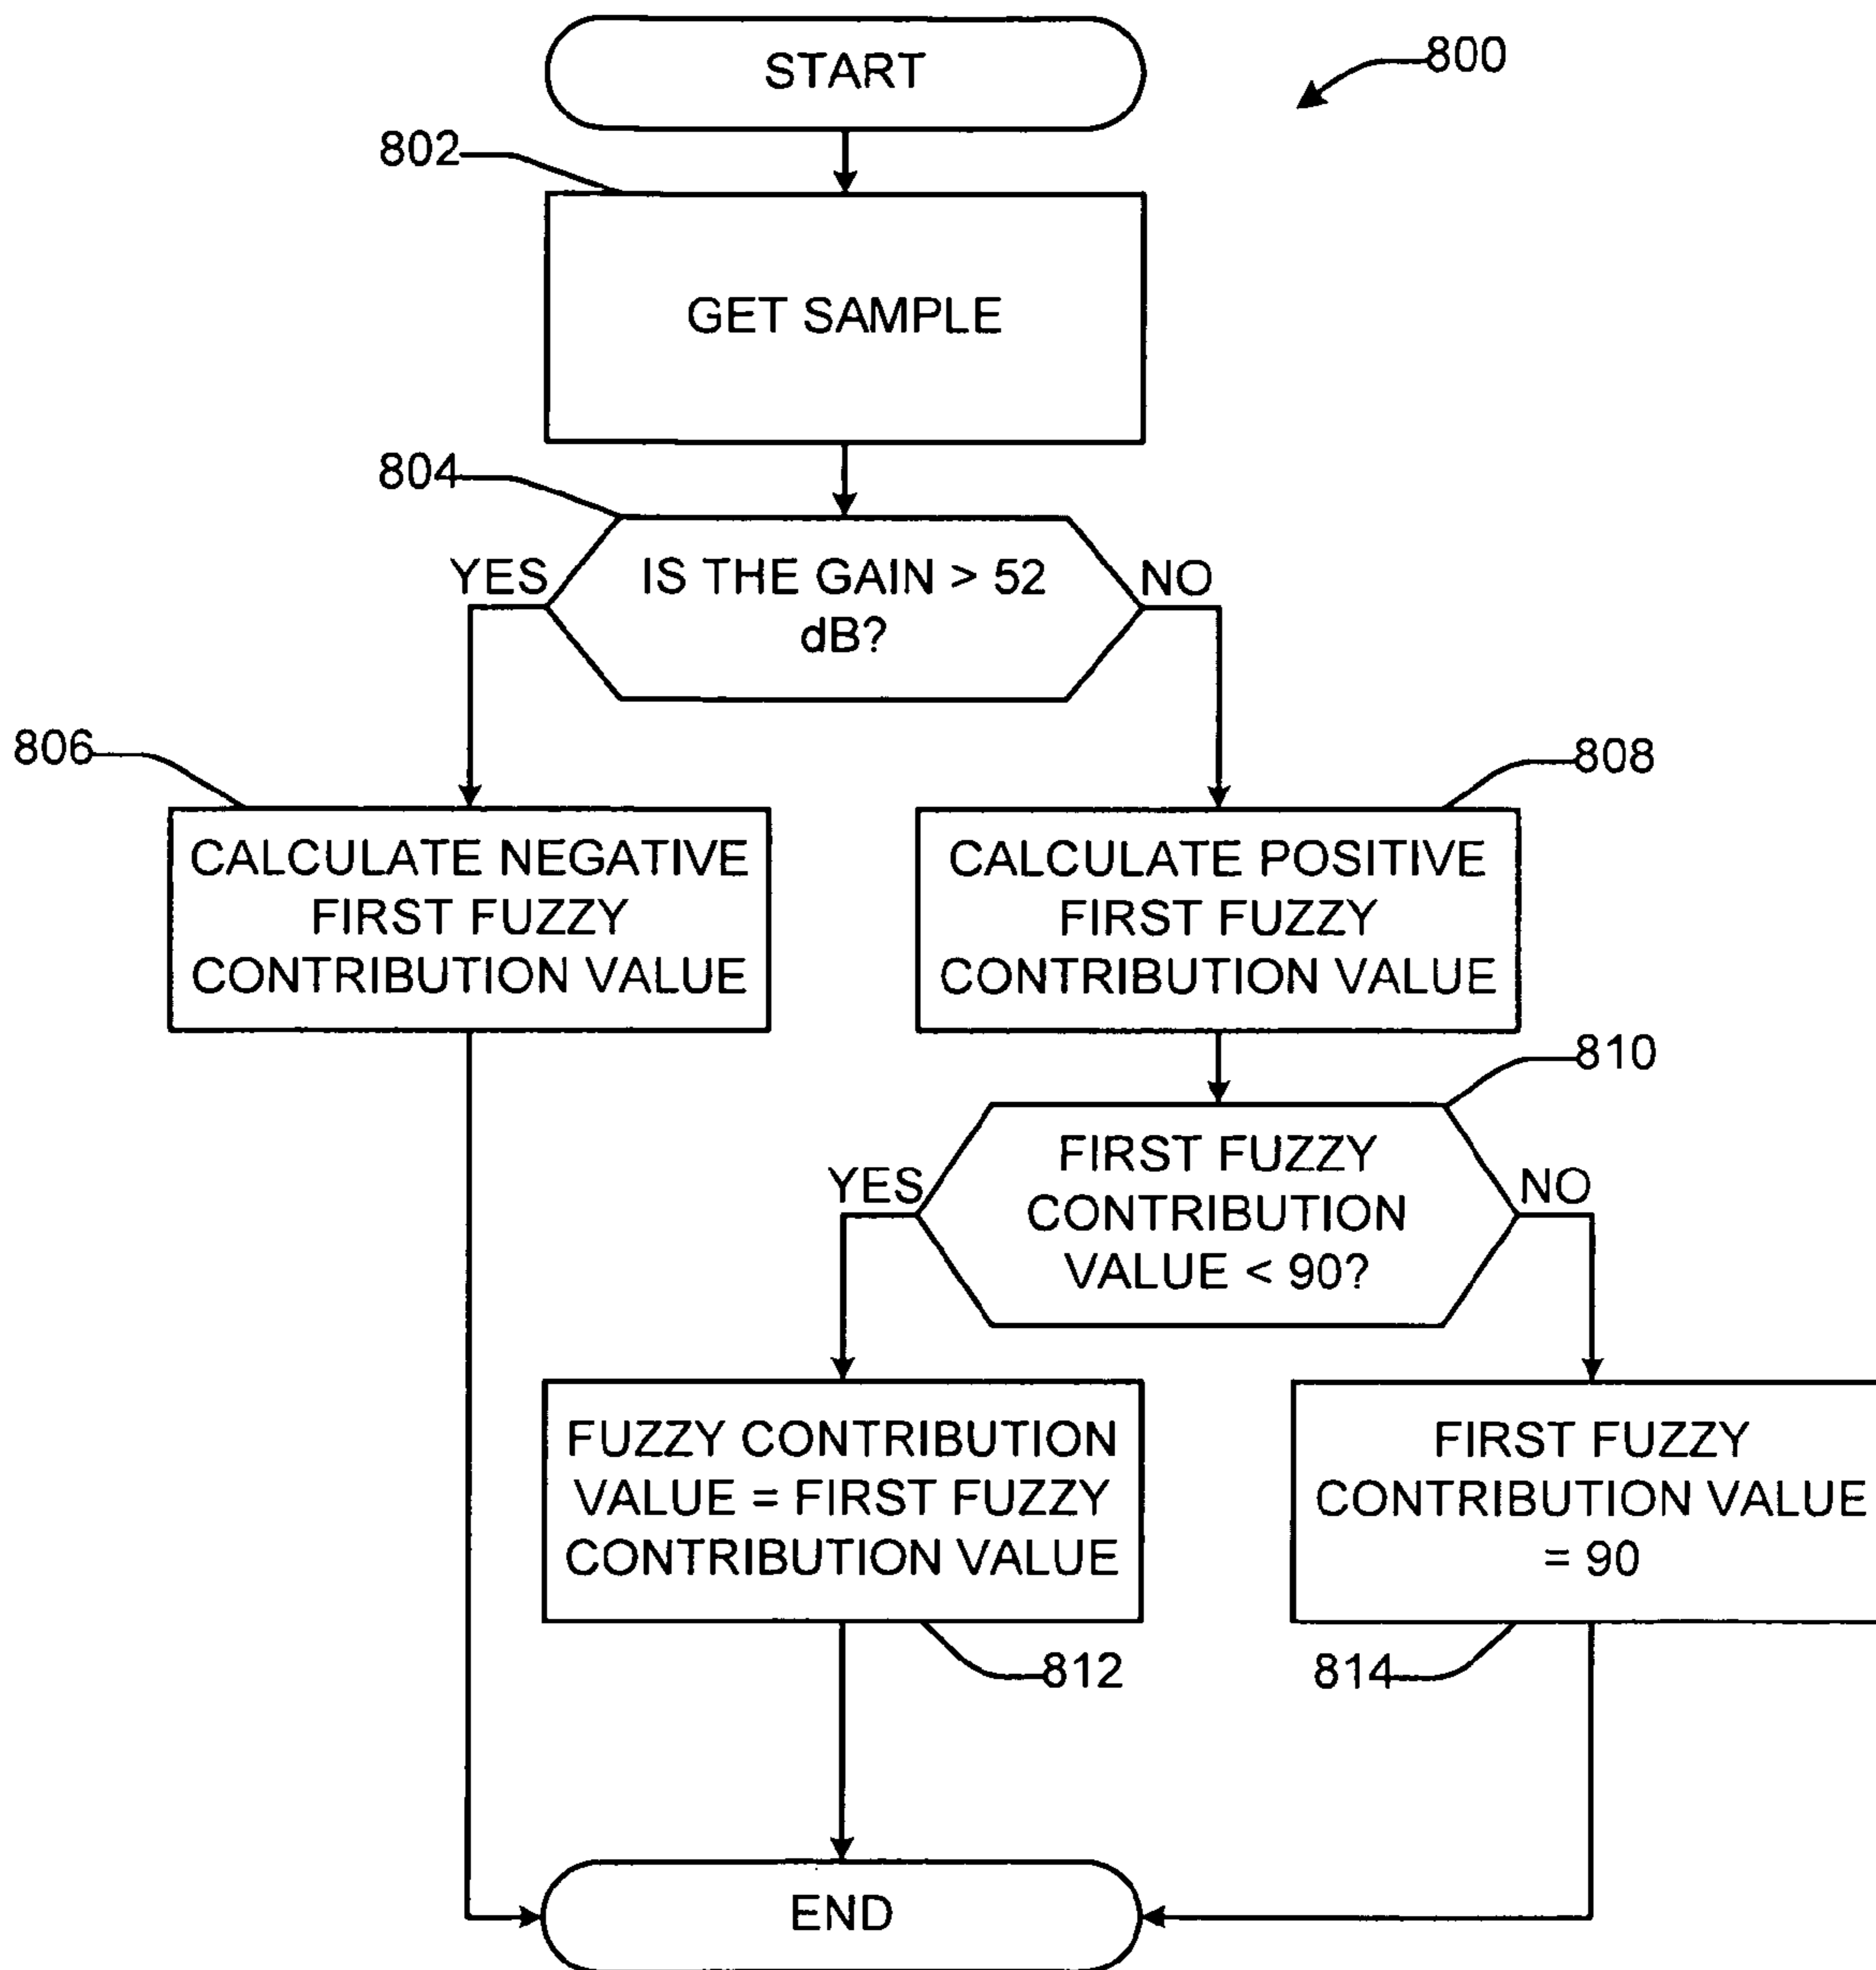 START
800
802
GET SAMPLE
804
YES
IS THE GAIN > 52
dB?
NO
806
808
CALCULATE NEGATIVE
FIRST FUZZY
CONTRIBUTION VALUE
CALCULATE POSITIVE
FIRST FUZZY
CONTRIBUTION VALUE
810
YES
FIRST FUZZY
CONTRIBUTION
VALUE < 90?
NO
FUZZY CONTRIBUTION
VALUE = FIRST FUZZY
CONTRIBUTION VALUE
FIRST FUZZY
CONTRIBUTION VALUE
= 90
812
814
END